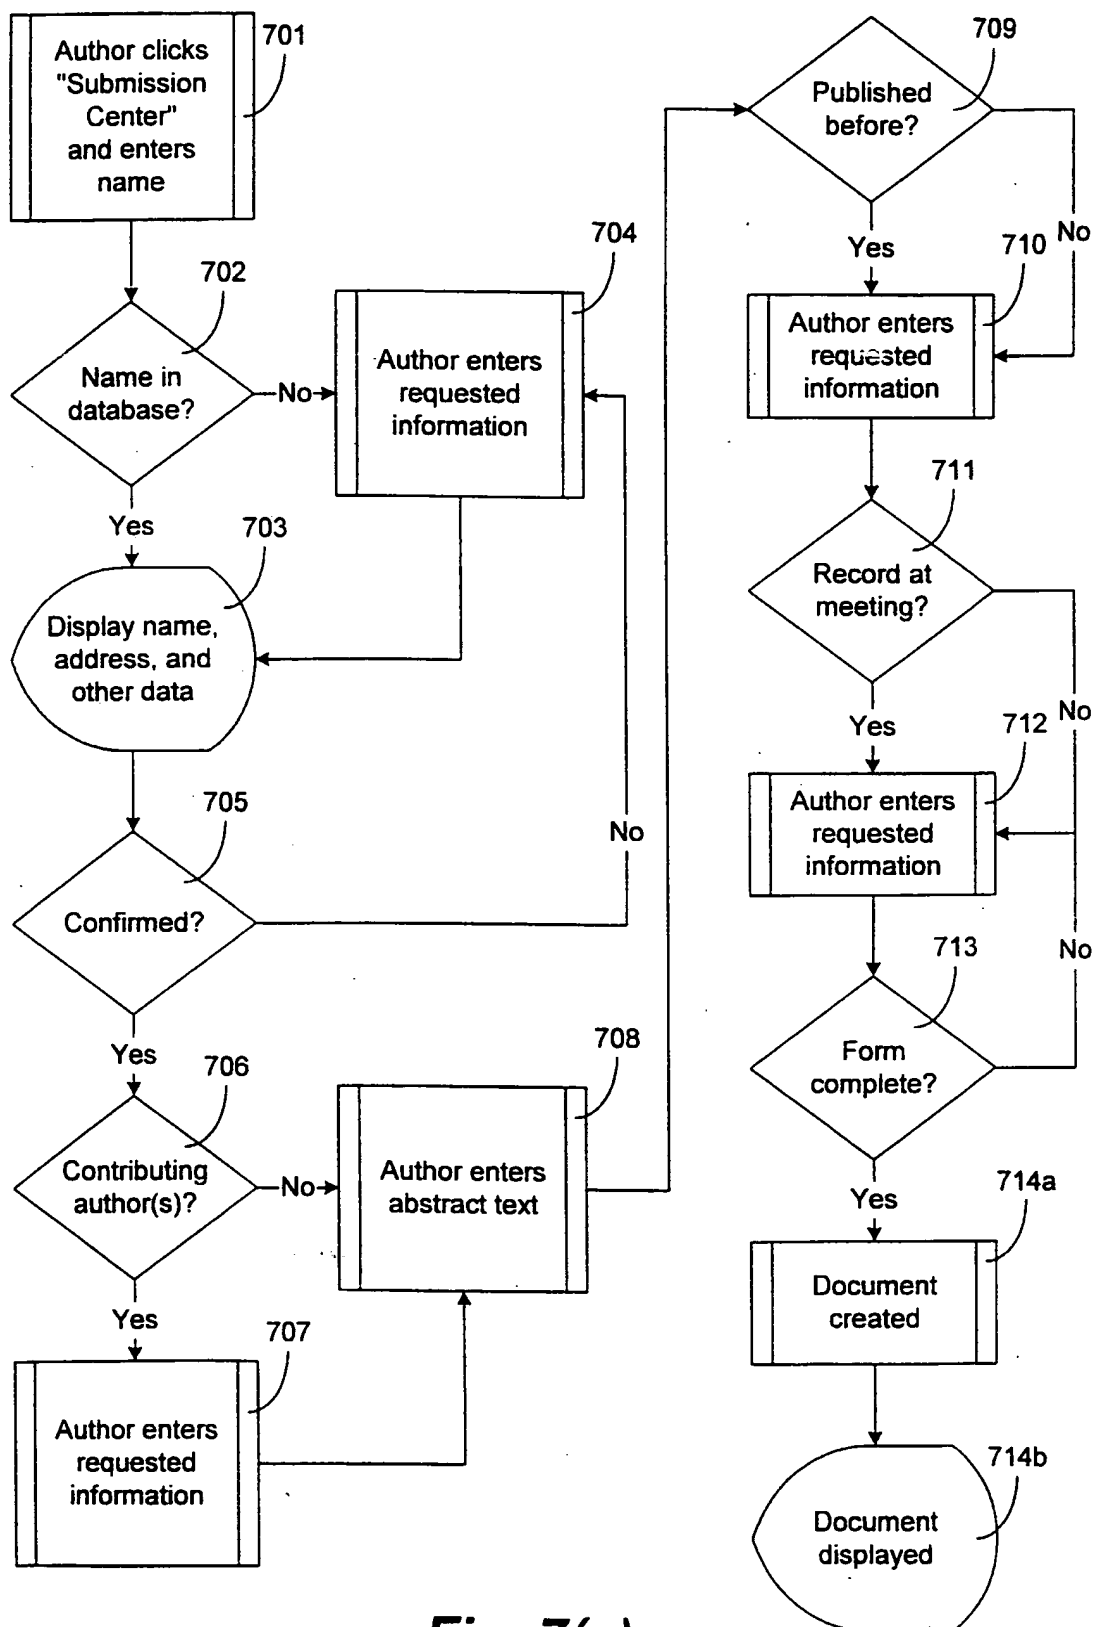 701
Author clicks
"Submission
Center"
and enters
name
702
Name in
database?
No
Yes
704
Author enters
requested
information
703
Display name,
address, and
other data
705
Confirmed?
No
Yes
706
Contributing
author(s)?
No
Yes
707
Author enters
requested
information
708
Author enters
abstract text
709
Published
before?
No
Yes
710
Author enters
requested
information
711
Record at
meeting?
No
Yes
712
Author enters
requested
information
713
Form
complete?
No
Yes
714a
Document
created
714b
Document
displayed